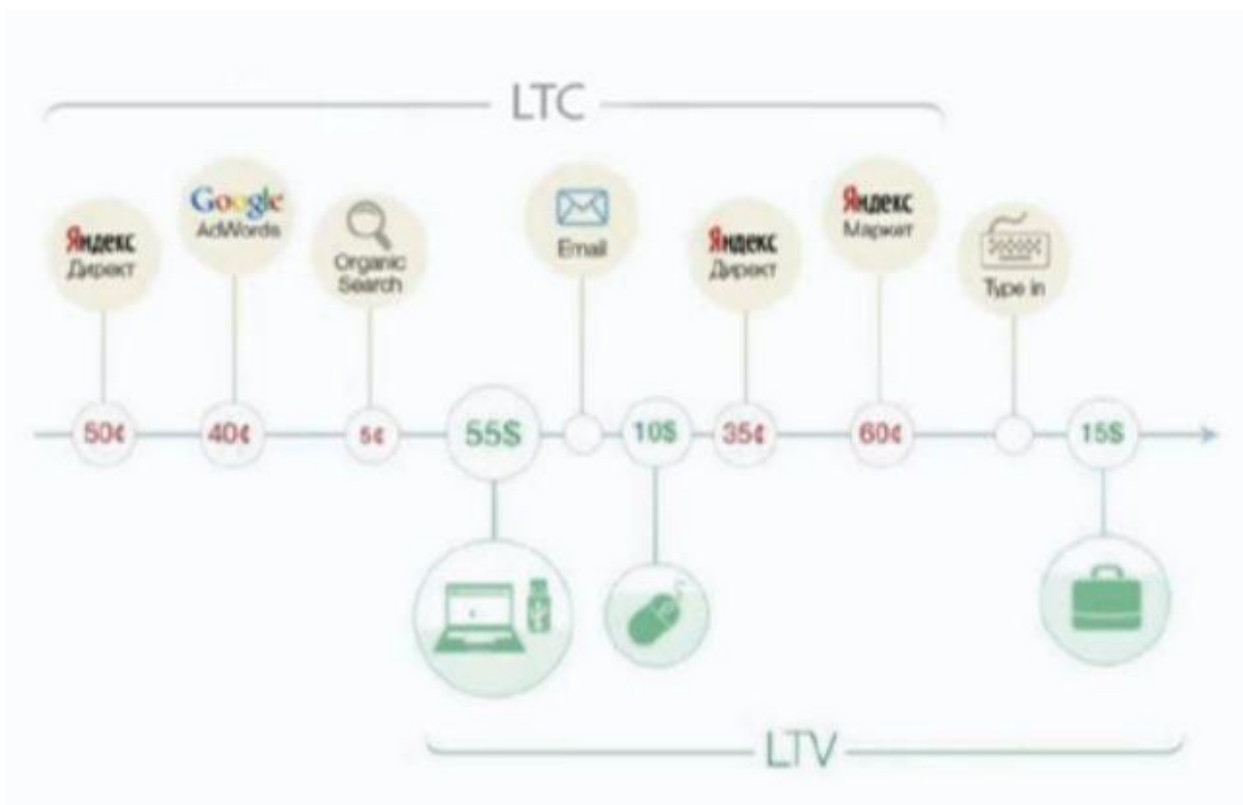 LTC
Яндекс
Директ
Google
AdWords
Organic
Search
Email
Яндекс
Директ
Яндекс
Маркет
Type in
50¢
40¢
5¢
55$
10$
35¢
60¢
15$
LTV